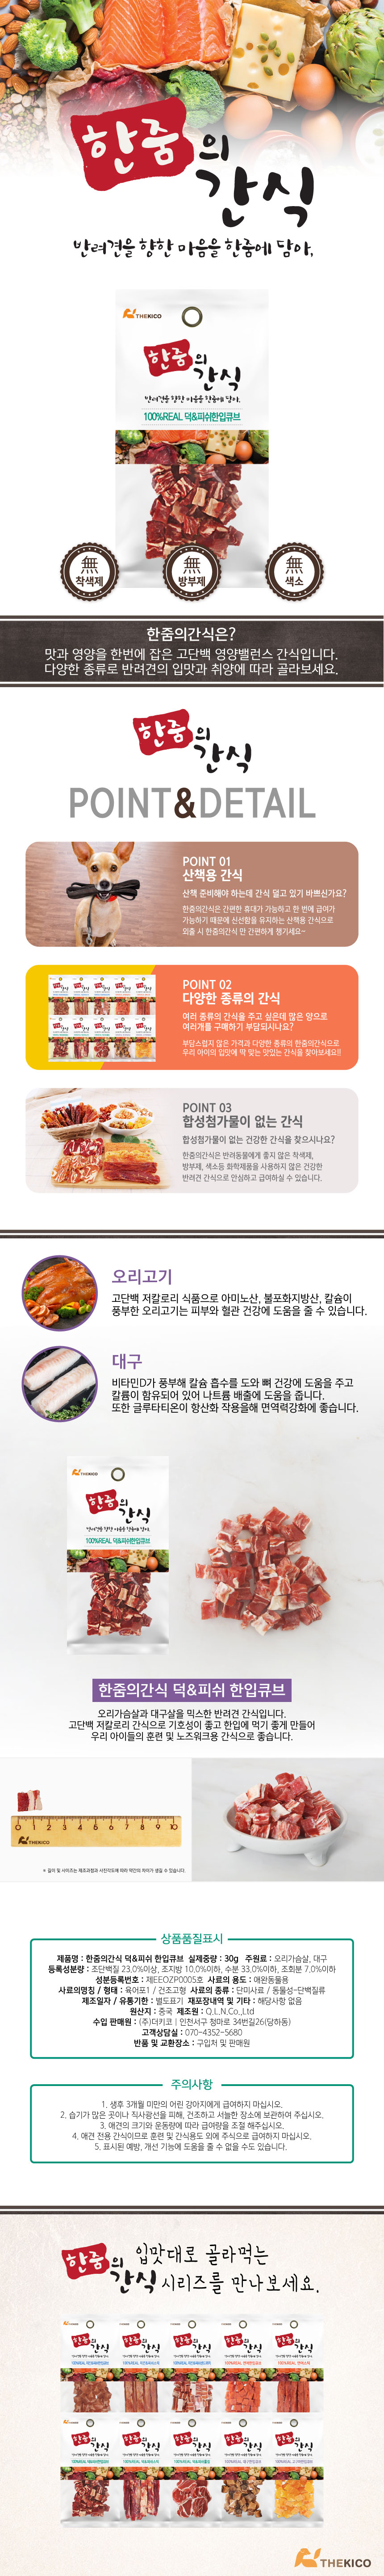 한줌의
간식
반려견을 향한 마음을 한줌에 담아,
THEKICO
한줌의
간식
반려견을 향한 마음을 한줌에 담아,
100%REAL 덕&피쉬한입큐브
無 착색제
無 방부제
無 색소
한줌의간식은?
맛과 영양을 한번에 잡은 고단백 영양밸런스 간식입니다.
다양한 종류로 반려견의 입맛과 취양에 따라 골라보세요.
한줌의
간식
POINT&DETAIL
POINT 01
산책용 간식
산책 준비해야 하는데 간식 덜고 있기 바쁘신가요?
한줌의간식은 간편한 휴대가 가능하고 한 번에 급여가
가능하기 때문에 신선함을 유지하는 산책용 간식으로
외출 시 한줌의간식 만 간편하게 챙기세요~
POINT 02
다양한 종류의 간식
여러 종류의 간식을 주고 싶은데 많은 양으로
여러개를 구매하기 부담되시나요?
부담스럽지 않은 가격과 다양한 종류의 한줌의간식으로
우리 아이의 입맛에 딱 맞는 맛있는 간식을 찾아보세요!!
POINT 03
합성첨가물이 없는 간식
합성첨가물이 없는 건강한 간식을 찾으시나요?
한줌의간식은 반려동물에게 좋지 않은 착색제,
방부제, 색소등 화학제품을 사용하지 않은 건강한
반려견 간식으로 안심하고 급여하실 수 있습니다.
오리고기
고단백 저칼로리 식품으로 아미노산, 불포화지방산, 칼슘이
풍부한 오리고기는 피부와 혈관 건강에 도움을 줄 수 있습니다.
대구
비타민D가 풍부해 칼슘 흡수를 도와 뼈 건강에 도움을 주고
칼륨이 함유되어 있어 나트륨 배출에 도움을 줍니다.
또한 글루타티온이 항산화 작용을해 면역력강화에 좋습니다.
THEKICO
한줌의
간식
반려견을 향한 마음을 한줌에 담아,
100%REAL 덕&피쉬한입큐브
한줌의간식 덕&피쉬 한입큐브
오리가슴살과 대구살을 믹스한 반려견 간식입니다.
고단백 저칼로리 간식으로 기호성이 좋고 한입에 먹기 좋게 만들어
우리 아이들의 훈련 및 노즈워크용 간식으로 좋습니다.
0 1 2 3 4 5 6 7 8 9 10
THEKICO
※ 길이 및 사이즈는 제조과정과 사진각도에 따라 약간의 차이가 생길 수 있습니다.
상품품질표시
제품명 : 한줌의간식 덕&피쉬 한입큐브 실제중량 : 30g 주원료 : 오리가슴살, 대구
등록성분량 : 조단백질 23.0%이상, 조지방 10.0%이하, 수분 33.0%이하, 조회분 7.0%이하
성분등록번호 : 제EEOZP0005호 사료의 용도 : 애완동물용
사료의명칭 / 형태 : 육어포1 / 건조고형 사료의 종류 : 단미사료 / 동물성-단백질류
제조일자 / 유통기한 : 별도표기 재포장내역 및 기타 : 해당사항 없음
원산지 : 중국 제조원 : Q.L.N.Co.,Ltd
수입 판매원 : (주)더키코 | 인천서구 청마로 34번길26(당하동)
고객상담실 : 070-4352-5680
반품 및 교환장소 : 구입처 및 판매원
주의사항
1. 생후 3개월 미만의 어린 강아지에게 급여하지 마십시오.
2. 습기가 많은 곳이나 직사광선을 피해, 건조하고 서늘한 장소에 보관하여 주십시오.
3. 애견의 크기와 운동량에 따라 급여량을 조절 해주십시오.
4. 애견 전용 간식이므로 훈련 및 간식용도 외에 주식으로 급여하지 마십시오.
5. 표시된 예방, 개선 기능에 도움을 줄 수 없을 수도 있습니다.
한줌의 간식
입맛대로 골라먹는
시리즈를 만나보세요.
THEKICO